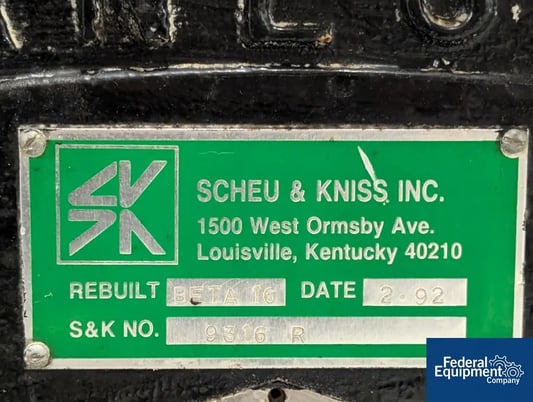 SCHEU & KNISS INC.
1500 West Ormsby Ave.
Louisville, Kentucky 40210
REBUILT BETA 16 DATE 2-92
S&K NO. 9316 R
Federal
Equipment
Company